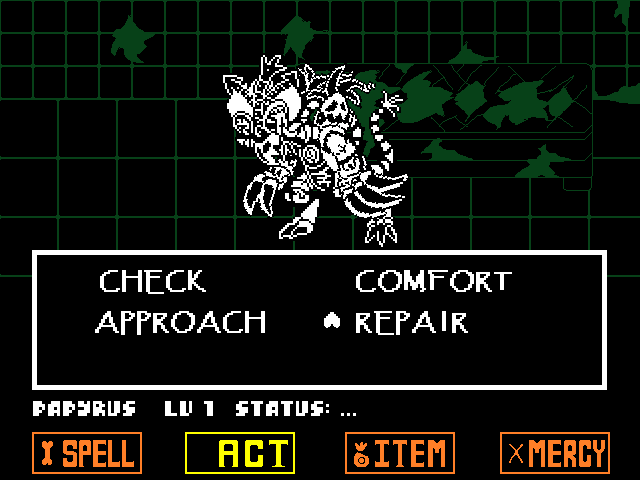 CHECK COMFORT
APPROACH REPAIR
PAPYRUS LV 1 STATUS: ...
SPELL ACT ITEM MERCY